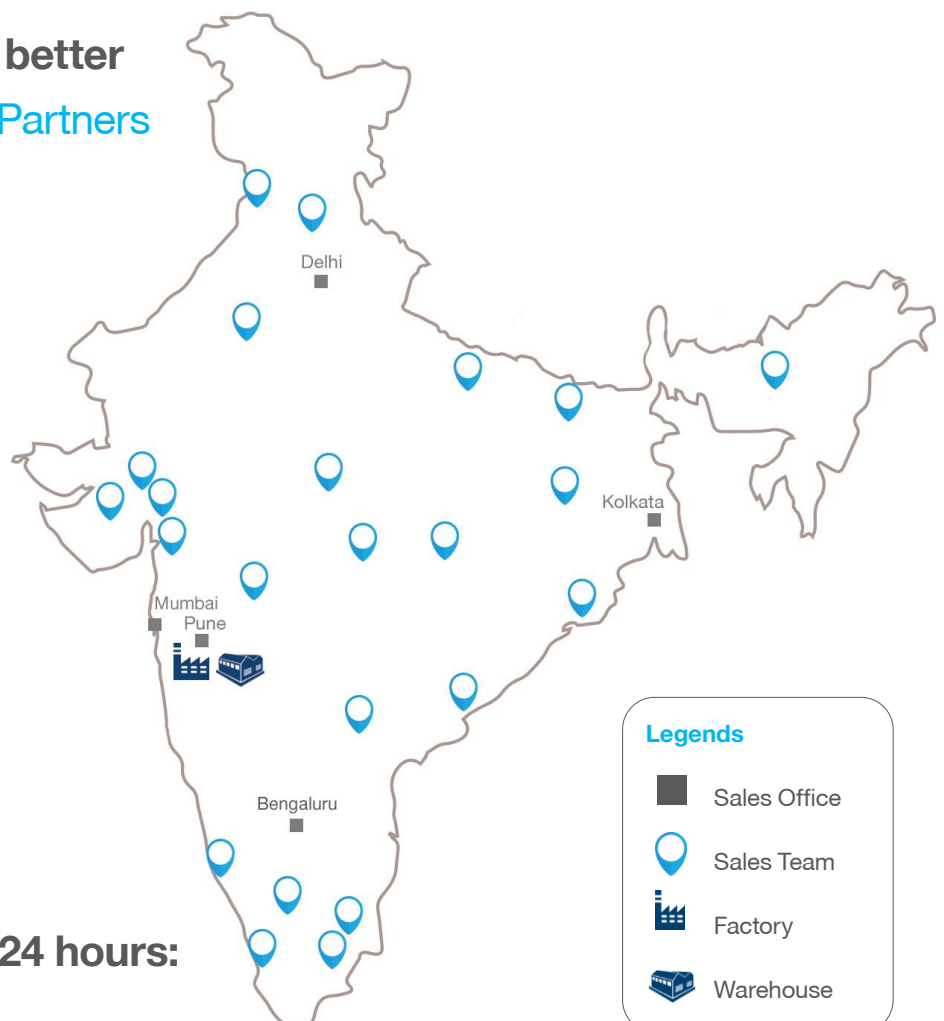 better
Partners
Delhi
Kolkata
Mumbai
Pune
Bengaluru
24 hours:
Legends
Sales Office
Sales Team
Factory
Warehouse